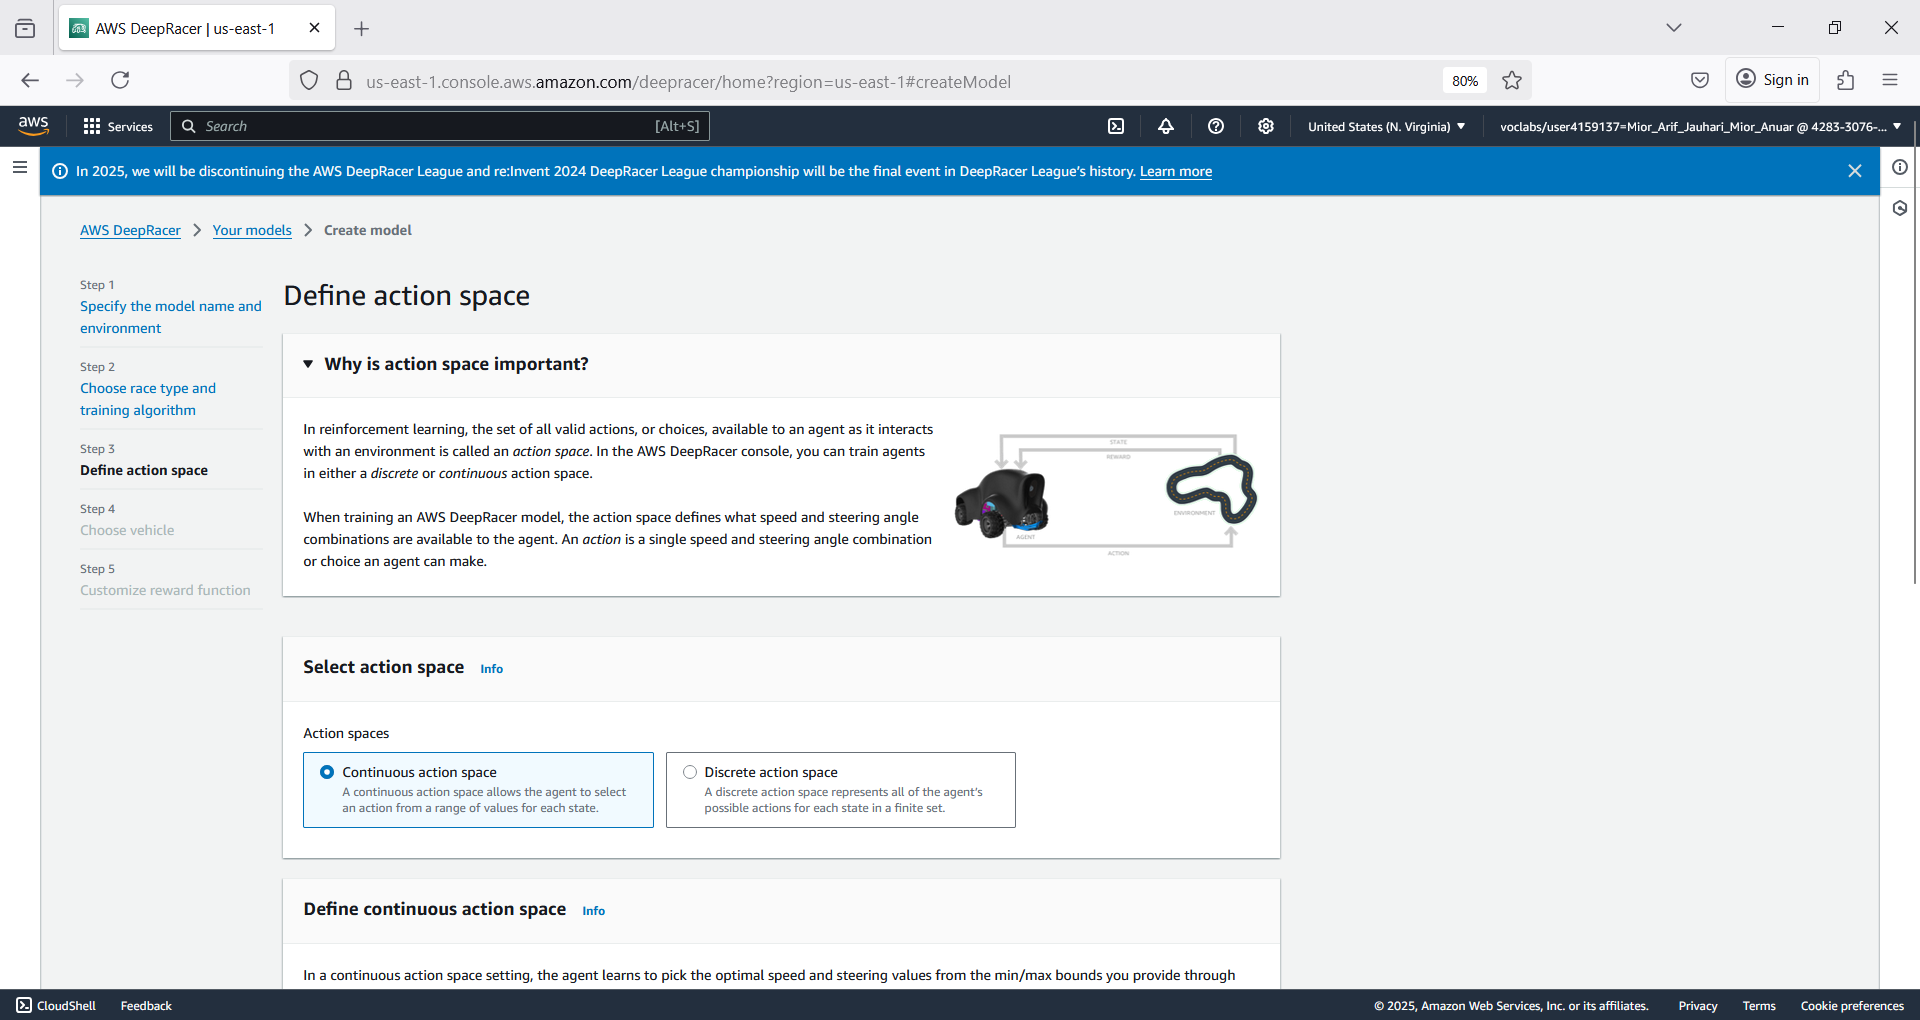 AWS DeepRacer | us-east-1
us-east-1.console.aws.amazon.com/deepracer/home?region=us-east-1#createModel
80%
Sign in
aws
Services
Search
[Alt+S]
United States (N. Virginia)
voclabs/user4159137=Mior_Arif_Jauhari_Mior_Anuar @ 4283-3076-...
In 2025, we will be discontinuing the AWS DeepRacer League and re:Invent 2024 DeepRacer League championship will be the final event in DeepRacer League's history. Learn more
AWS DeepRacer > Your models > Create model
Step 1
Specify the model name and
environment
Step 2
Choose race type and
training algorithm
Step 3
Define action space
Step 4
Choose vehicle
Step 5
Customize reward function
Define action space
Why is action space important?
In reinforcement learning, the set of all valid actions, or choices, available to an agent as it interacts
with an environment is called an action space. In the AWS DeepRacer console, you can train agents
in either a discrete or continuous action space.
When training an AWS DeepRacer model, the action space defines what speed and steering angle
combinations are available to the agent. An action is a single speed and steering angle combination
or choice an agent can make.
STATE
REWARD
ENVIRONMENT
AGENT
ACTION
Select action space Info
Action spaces
Continuous action space
A continuous action space allows the agent to select
an action from a range of values for each state.
Discrete action space
A discrete action space represents all of the agent's
possible actions for each state in a finite set.
Define continuous action space Info
In a continuous action space setting, the agent learns to pick the optimal speed and steering values from the min/max bounds you provide through
CloudShell
Feedback
© 2025, Amazon Web Services, Inc. or its affiliates.
Privacy
Terms
Cookie preferences